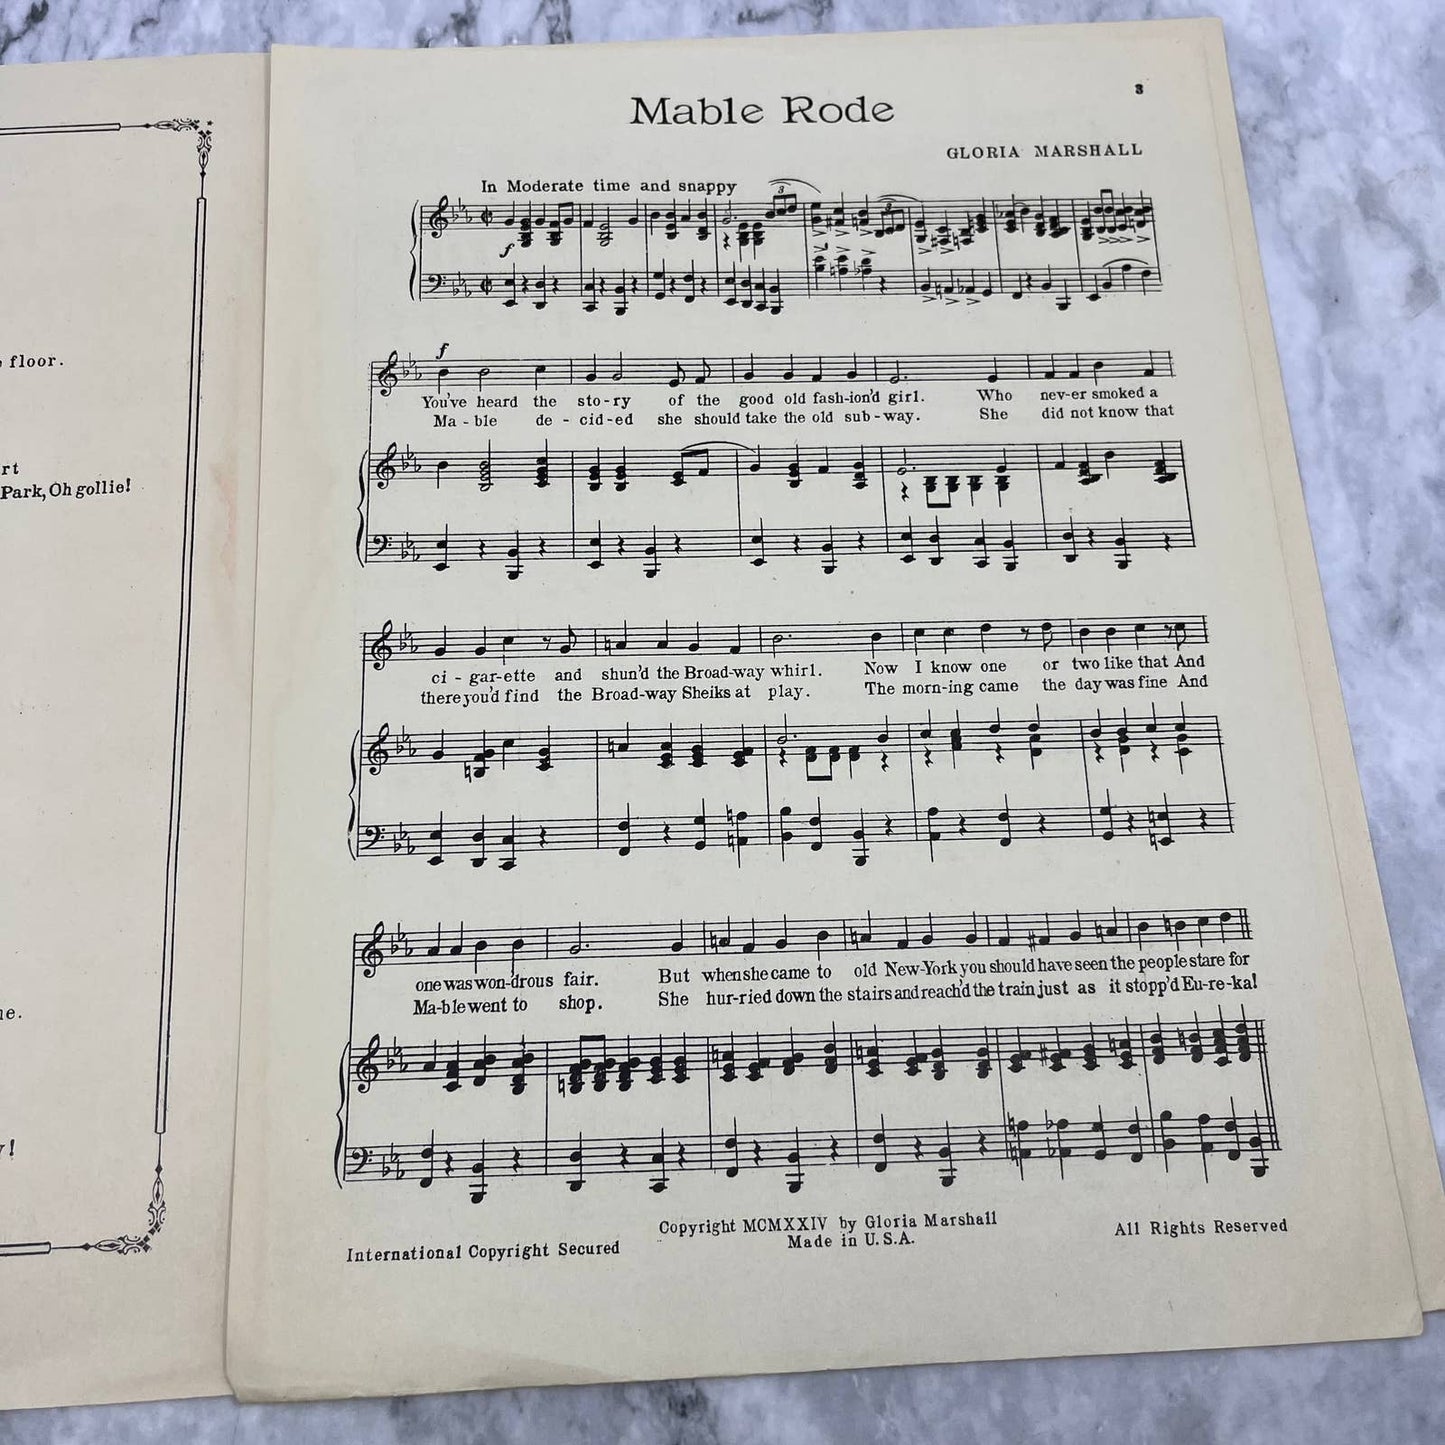 floor.
rt
Park, Oh gollie!
ne.
y!
3
Mable Rode
GLORIA MARSHALL
In Moderate time and snappy
3
f
f
You've heard the sto-ry of the good old fash-ion'd girl. Who nev-er smoked a
Ma-ble de-cid-ed she should take the old sub-way. She did not know that
ci-gar-ette and shun'd the Broad-way whirl. Now I know one or two like that And
there you'd find the Broad-way Sheiks at play. The morn-ing came the day was fine And
one was won-'drous fair. But when she came to old New-York you should have seen the people stare for
Ma-ble went to shop. She hur-ried down the stairs and reach'd the train just as it stopp'd Eu-re-ka!
Copyright MCMXXIV by Gloria Marshall
International Copyright Secured Made in U.S.A. All Rights Reserved